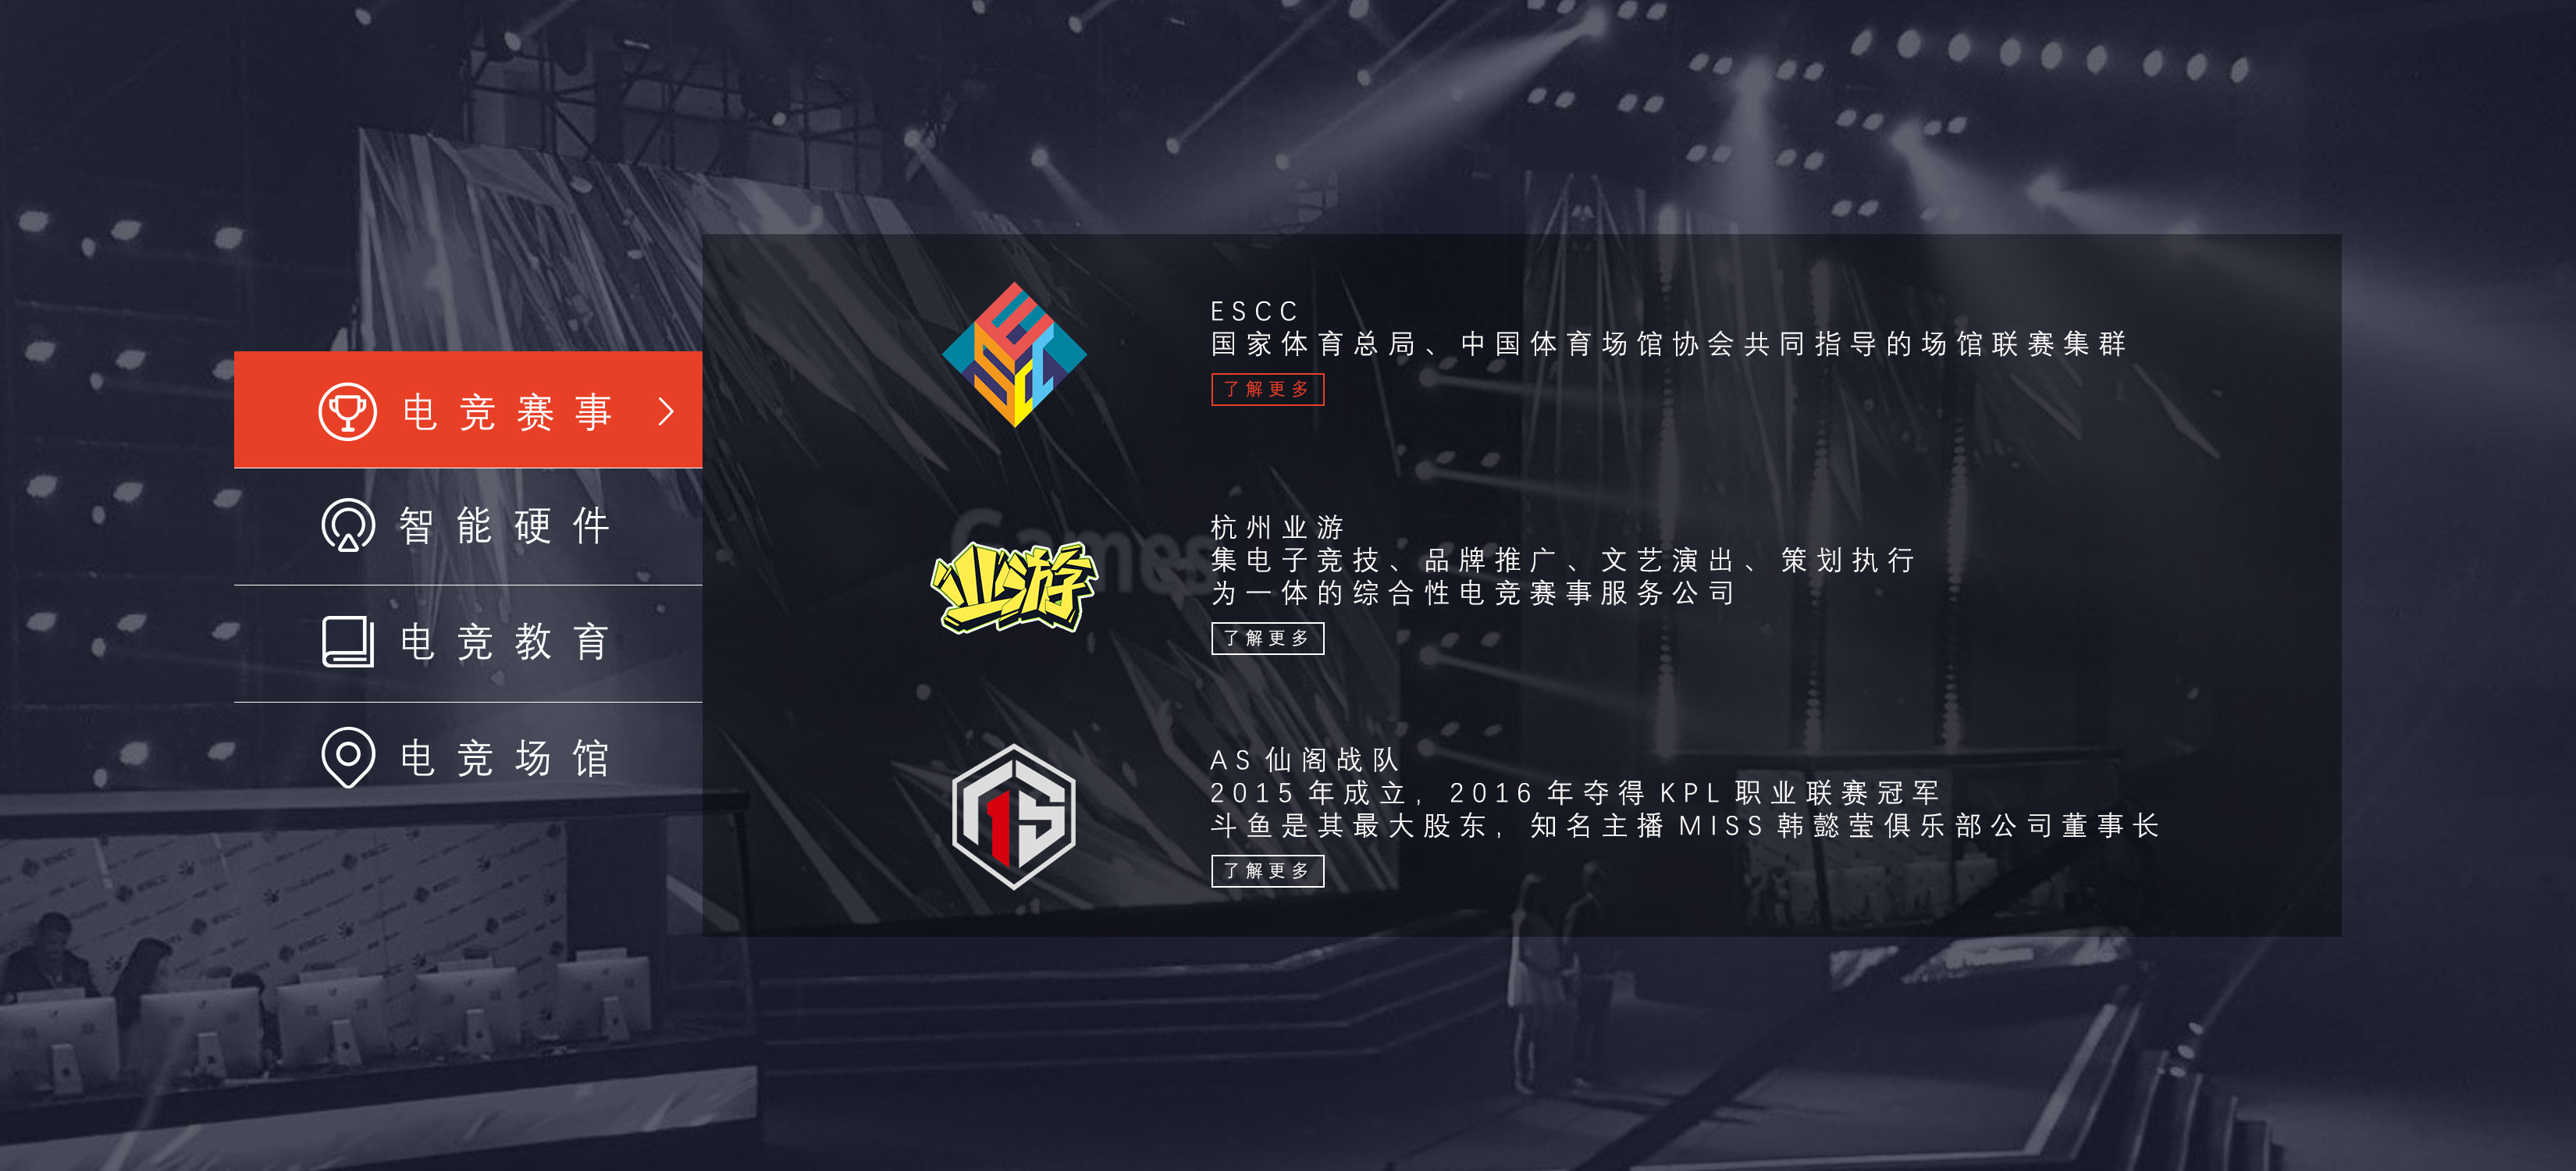 电竞赛事
智能硬件
电竞教育
电竞场馆
ESCC
国家体育总局、中国体育场馆协会共同指导的场馆联赛集群
了解更多
Games
业游
杭州业游
集电子竞技、品牌推广、文艺演出、策划执行
为一体的综合性电竞赛事服务公司
了解更多
AS仙阁战队
2015年成立，2016年夺得KPL职业联赛冠军
斗鱼是其最大股东，知名主播MISS韩懿莹俱乐部公司董事长
了解更多